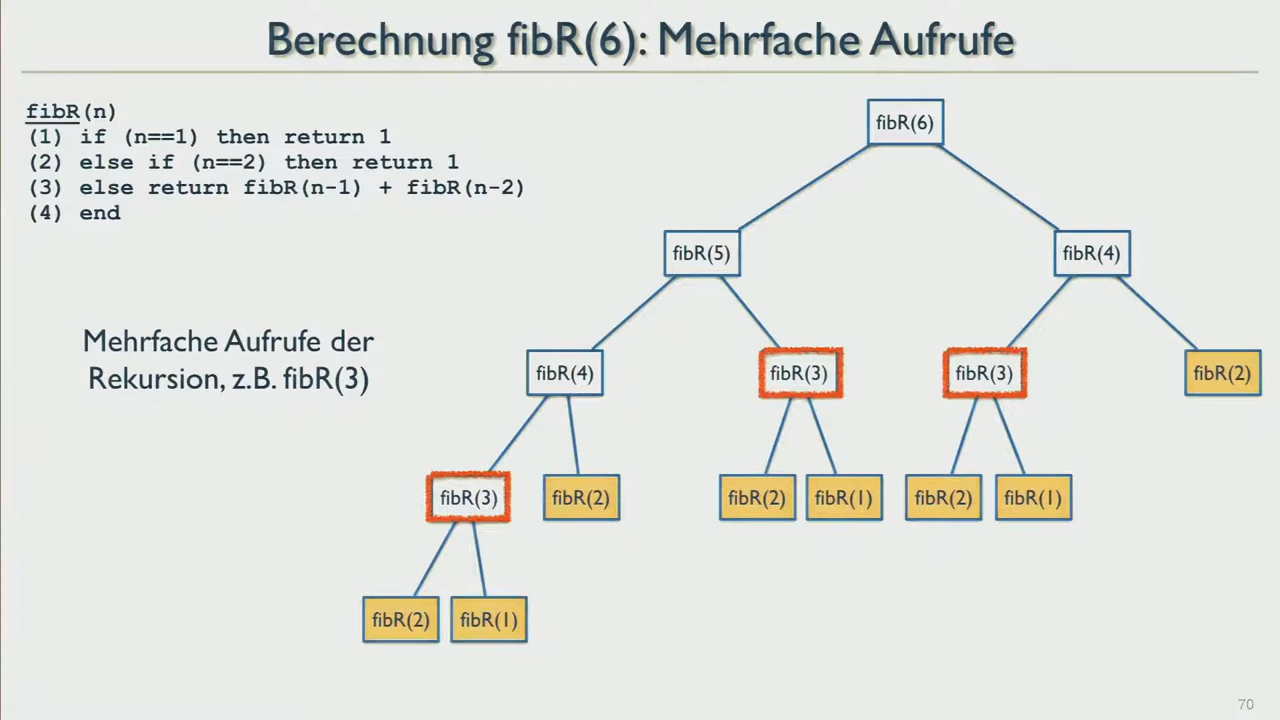 Berechnung fibR(6): Mehrfache Aufrufe
fibR(n)
(1) if (n==1) then return 1
(2) else if (n==2) then return 1
(3) else return fibR(n-1) + fibR(n-2)
(4) end
Mehrfache Aufrufe der
Rekursion, z.B. fibR(3)
fibR(6)
fibR(5)
fibR(4)
fibR(4)
fibR(3)
fibR(3)
fibR(2)
fibR(3)
fibR(2)
fibR(2)
fibR(1)
fibR(2)
fibR(1)
fibR(2)
fibR(1)
70